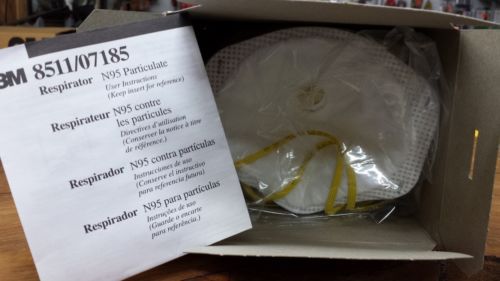 3M 8511/07185
Respirator N95 Particulate
User Instructions
(Keep insert for reference)
Respirateur N95 contre
les particules
Directives d'utilisation
(Conserver la notice à titre
de référence.)
Respirador N95 contra partículas
Instrucciones de uso
(Conserve el instructivo
para referencia futura)
Respirador N95 para partículas
Instruções de uso
(Guarde o encarte
para referência.)